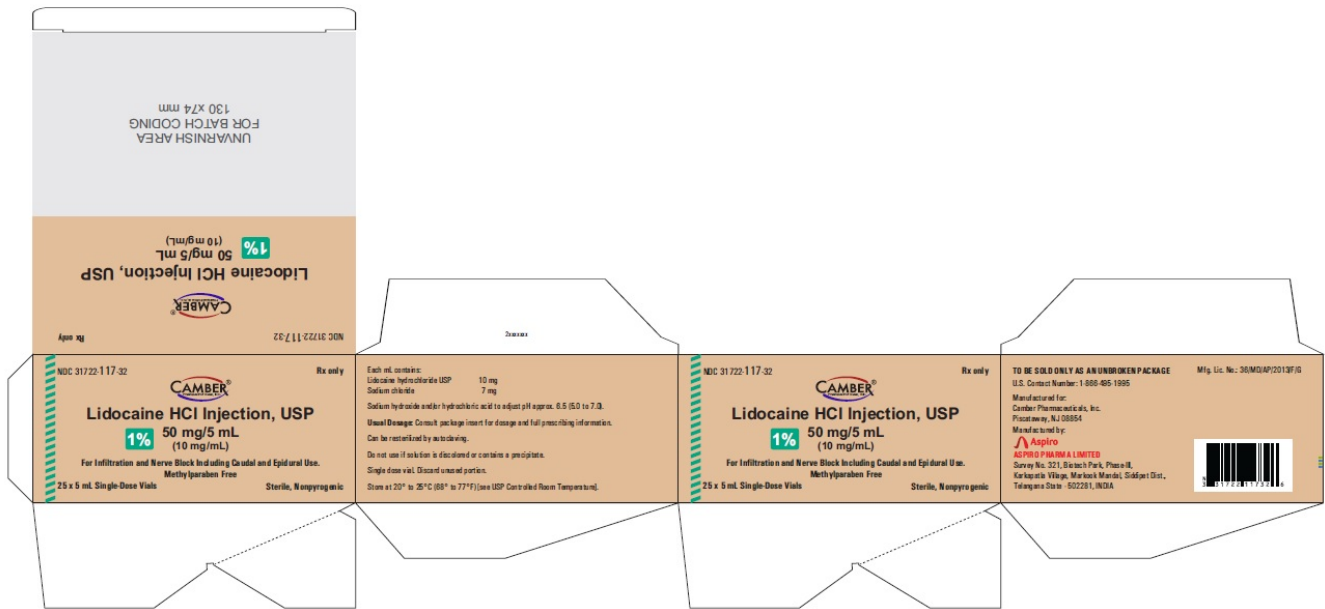 UNVARNISH AREA
FOR BATCH CODING
130 x74 mm
NDC 31722-117-32
Rx only
CAMBER®
Lidocaine HCl Injection, USP
1%
50 mg/5 mL
(10 mg/mL)
2xxxxxx
NDC 31722-117-32
Rx only
CAMBER®
Lidocaine HCl Injection, USP
1%
50 mg/5 mL
(10 mg/mL)
For Infiltration and Nerve Block Including Caudal and Epidural Use.
Methylparaben Free
25 x 5 mL Single-Dose Vials
Sterile, Nonpyrogenic
Each mL contains:
Lidocaine hydrochloride USP 10 mg
Sodium chloride 7 mg
Sodium hydroxide and/or hydrochloric acid to adjust pH approx. 6.5 (5.0 to 7.0).
Usual Dosage: Consult package insert for dosage and full prescribing information.
Can be resterilized by autoclaving.
Do not use if solution is discolored or contains a precipitate.
Single dose vial. Discard unused portion.
Store at 20° to 25°C (68° to 77°F) [see USP Controlled Room Temperature].
NDC 31722-117-32
Rx only
CAMBER®
Lidocaine HCl Injection, USP
1%
50 mg/5 mL
(10 mg/mL)
For Infiltration and Nerve Block Including Caudal and Epidural Use.
Methylparaben Free
25 x 5 mL Single-Dose Vials
Sterile, Nonpyrogenic
TO BE SOLD ONLY AS AN UNBROKEN PACKAGE
Mfg. Lic. No.: 36/MD/AP/2013/F/G
U.S. Contact Number: 1-866-495-1995
Manufactured for:
Camber Pharmaceuticals, Inc.
Piscataway, NJ 08854
Manufactured by:
Aspiro
ASPIRO PHARMA LIMITED
Survey No. 321, Biotech Park, Phase-III,
Karkapatla Village, Markook Mandal, Siddipet Dist.,
Telangana State - 502281, INDIA